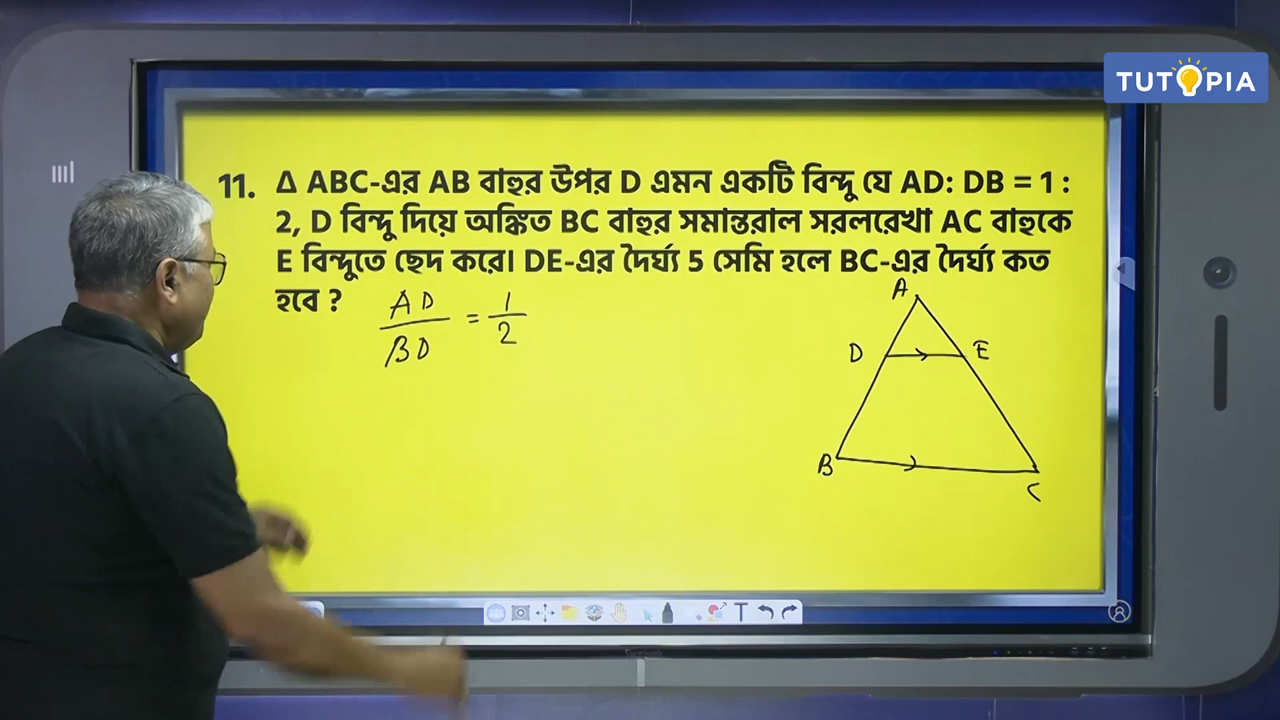 TUTOPIA
11. Δ ABC-এর AB বাহুর উপর D এমন একটি বিন্দু যে AD: DB = 1 :
2, D বিন্দু দিয়ে অঙ্কিত BC বাহুর সমান্তরাল সরলরেখা AC বাহুকে
E বিন্দুতে ছেদ করে। DE-এর দৈর্ঘ্য 5 সেমি হলে BC-এর দৈর্ঘ্য কত
হবে ?
AD/BD = 1/2
A
D E
B
C